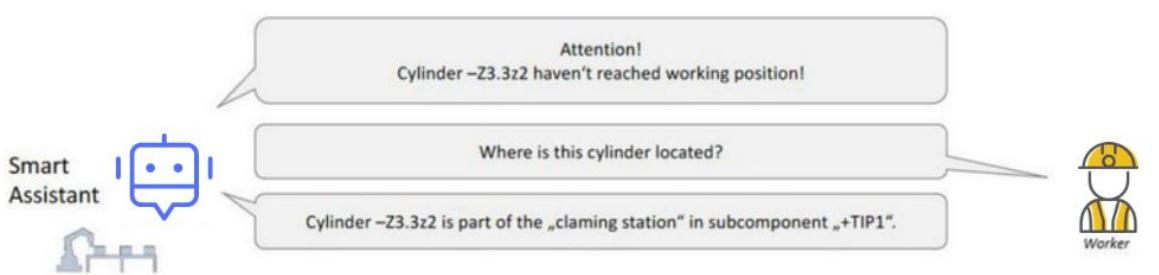 Attention!
Cylinder –Z3.3z2 haven't reached working position!
Where is this cylinder located?
Smart
Assistant
Cylinder –Z3.3z2 is part of the „claming station“ in subcomponent „+TIP1“.
Worker